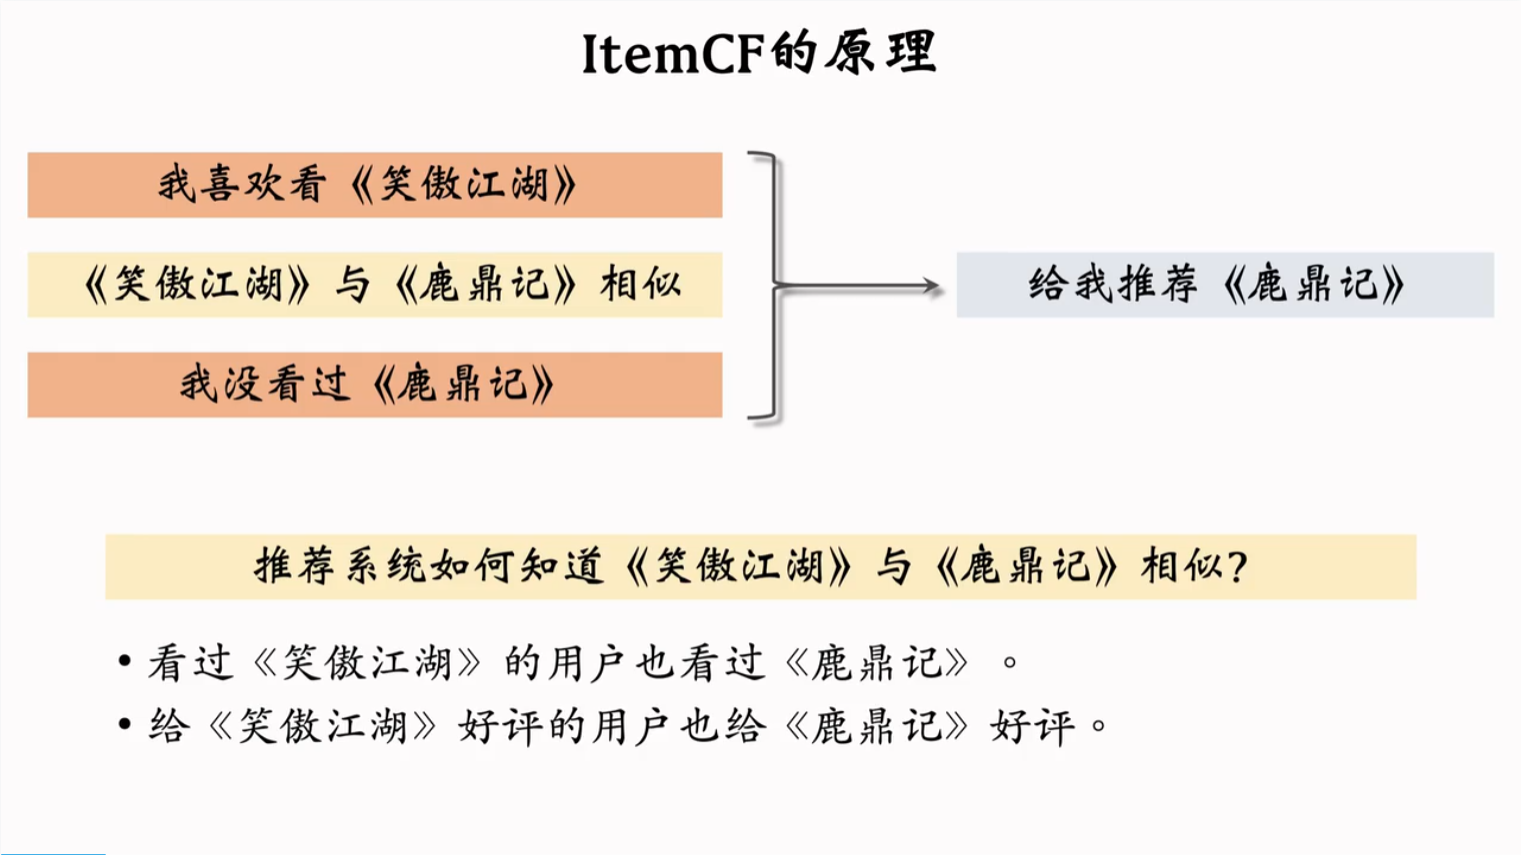 ItemCF的原理
我喜欢看《笑傲江湖》
《笑傲江湖》与《鹿鼎记》相似
我没看过《鹿鼎记》
给我推荐《鹿鼎记》
推荐系统如何知道《笑傲江湖》与《鹿鼎记》相似?
• 看过《笑傲江湖》的用户也看过《鹿鼎记》。
• 给《笑傲江湖》好评的用户也给《鹿鼎记》好评。